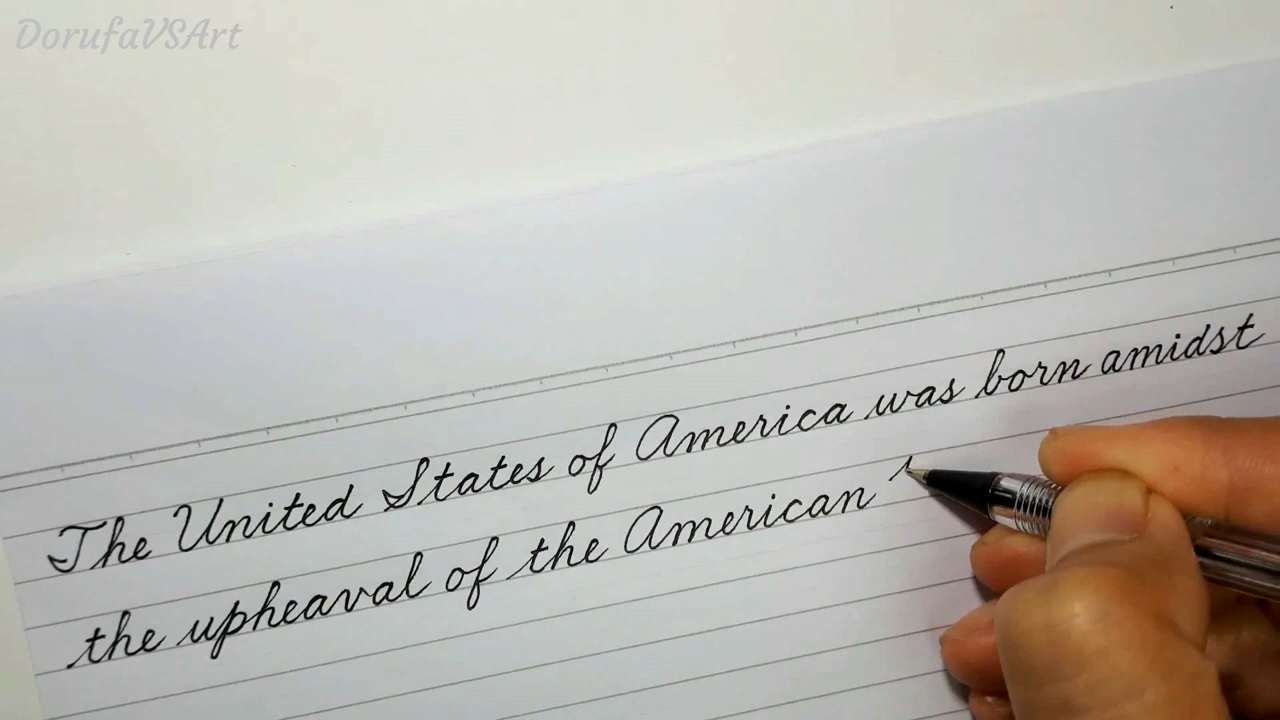 DorufaVSArt
The United States of America was born amidst
the upheaval of the American